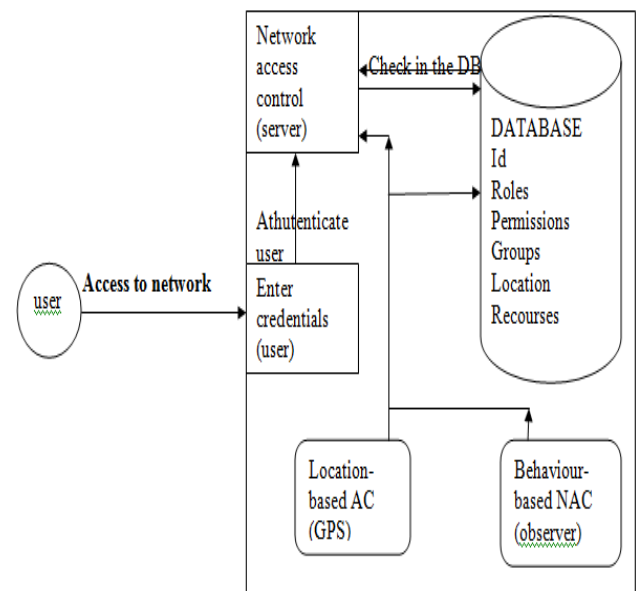 Network
access
control
(server)
Check in the DB
DATABASE
Id
Roles
Permissions
Groups
Location
Recourses
Athutenticate
user
Access to network
user
Enter
credentials
(user)
Location-
based AC
(GPS)
Behaviour-
based NAC
(observer)